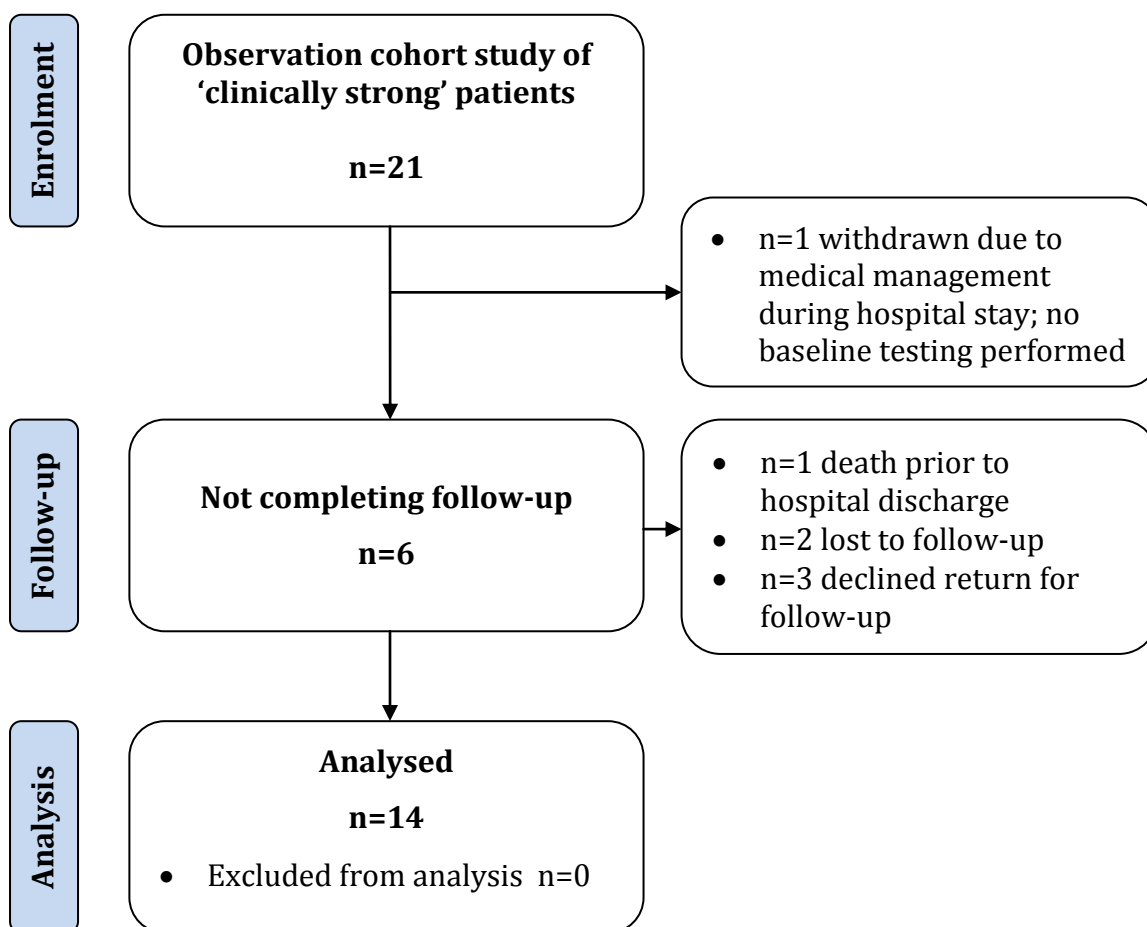 Enrolment
Observation cohort study of
‘clinically strong’ patients
n=21
• n=1 withdrawn due to
medical management
during hospital stay; no
baseline testing performed
Follow-up
Not completing follow-up
n=6
• n=1 death prior to
hospital discharge
• n=2 lost to follow-up
• n=3 declined return for
follow-up
Analysis
Analysed
n=14
• Excluded from analysis n=0